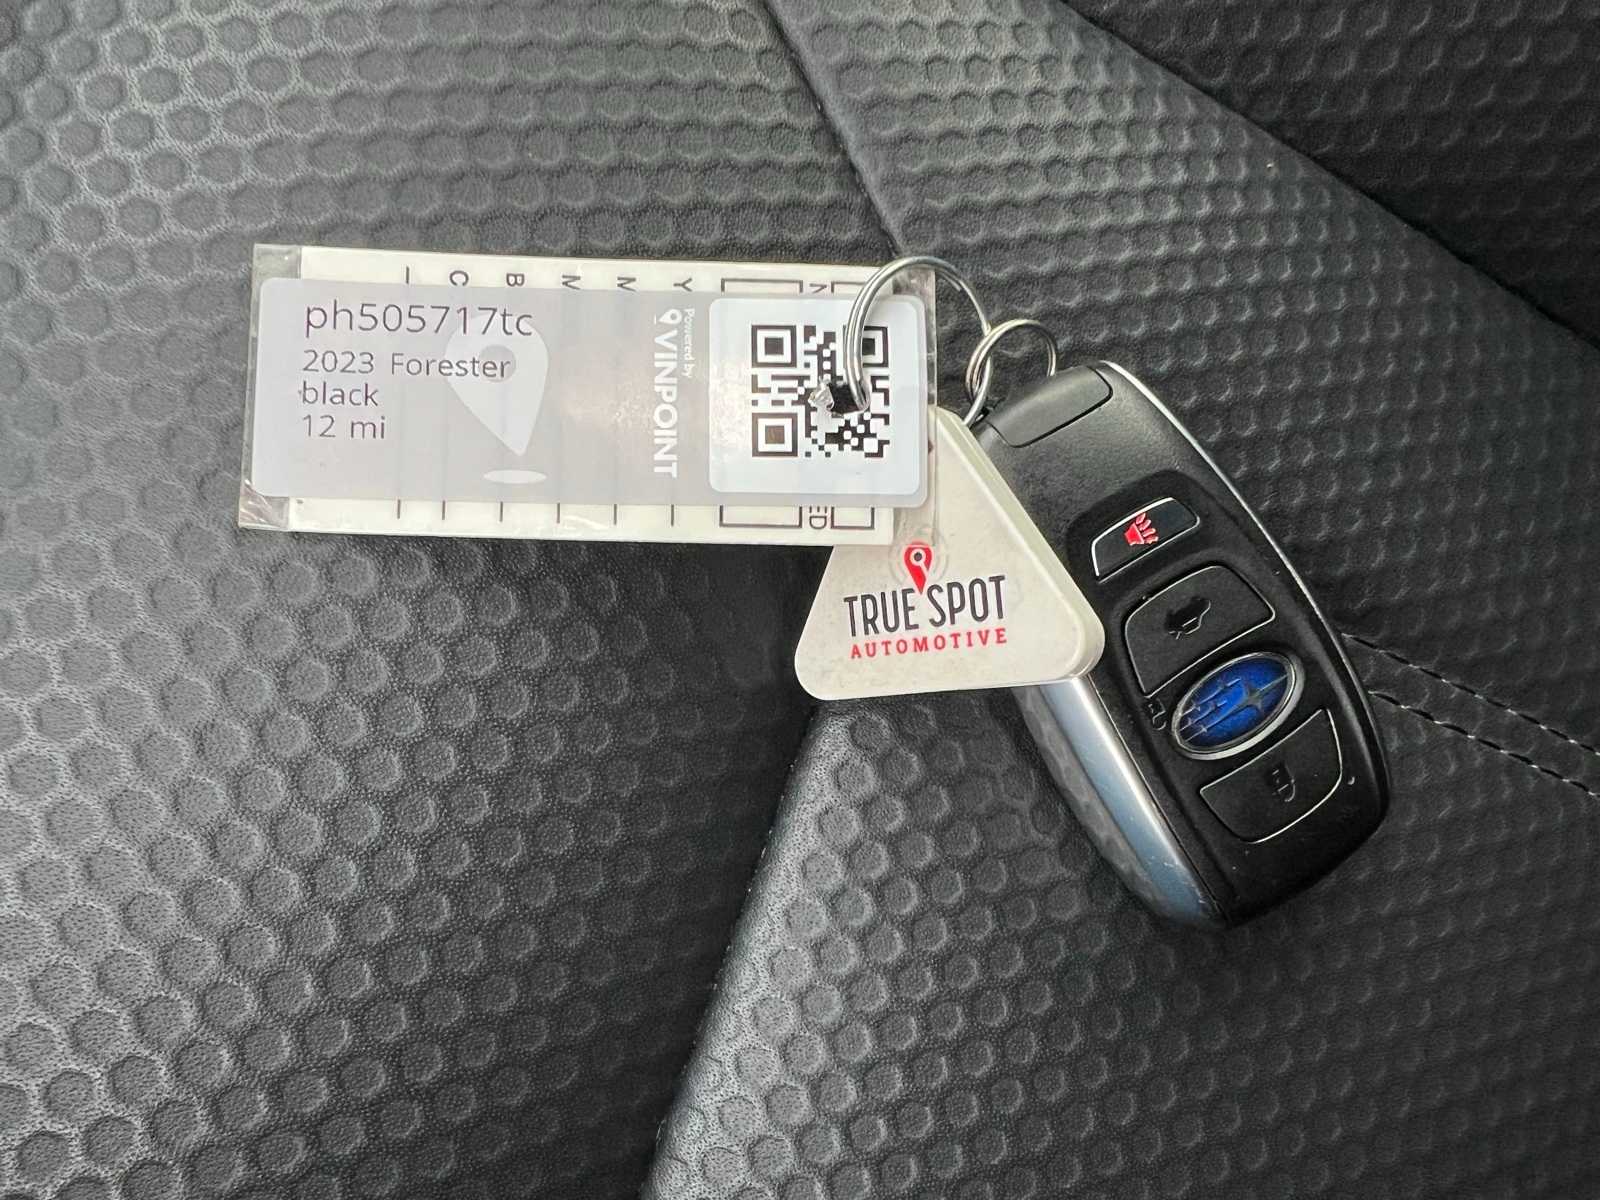 ph505717tc
2023 Forester
black
12 mi
Powered by
VINPOINT
Y
M
M
B
C
TRUE SPOT
AUTOMOTIVE